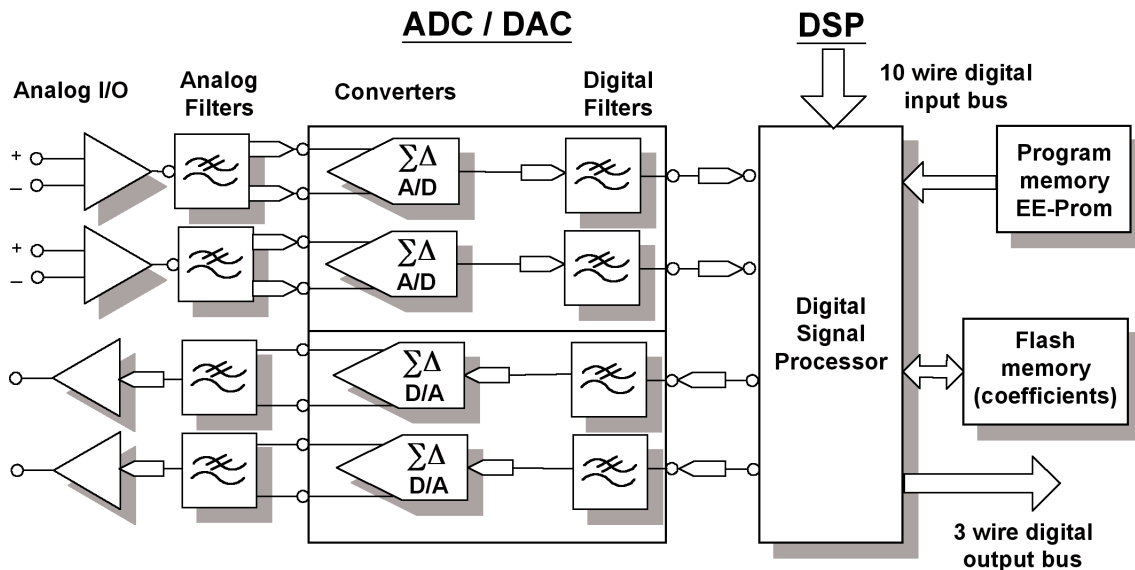 ADC / DAC
DSP
Analog I/O
Analog
Filters
Converters
Digital
Filters
10 wire digital
input bus
+
–
ΣΔ
A/D
+
–
ΣΔ
A/D
ΣΔ
D/A
ΣΔ
D/A
Digital
Signal
Processor
Program
memory
EE-Prom
Flash
memory
(coefficients)
3 wire digital
output bus